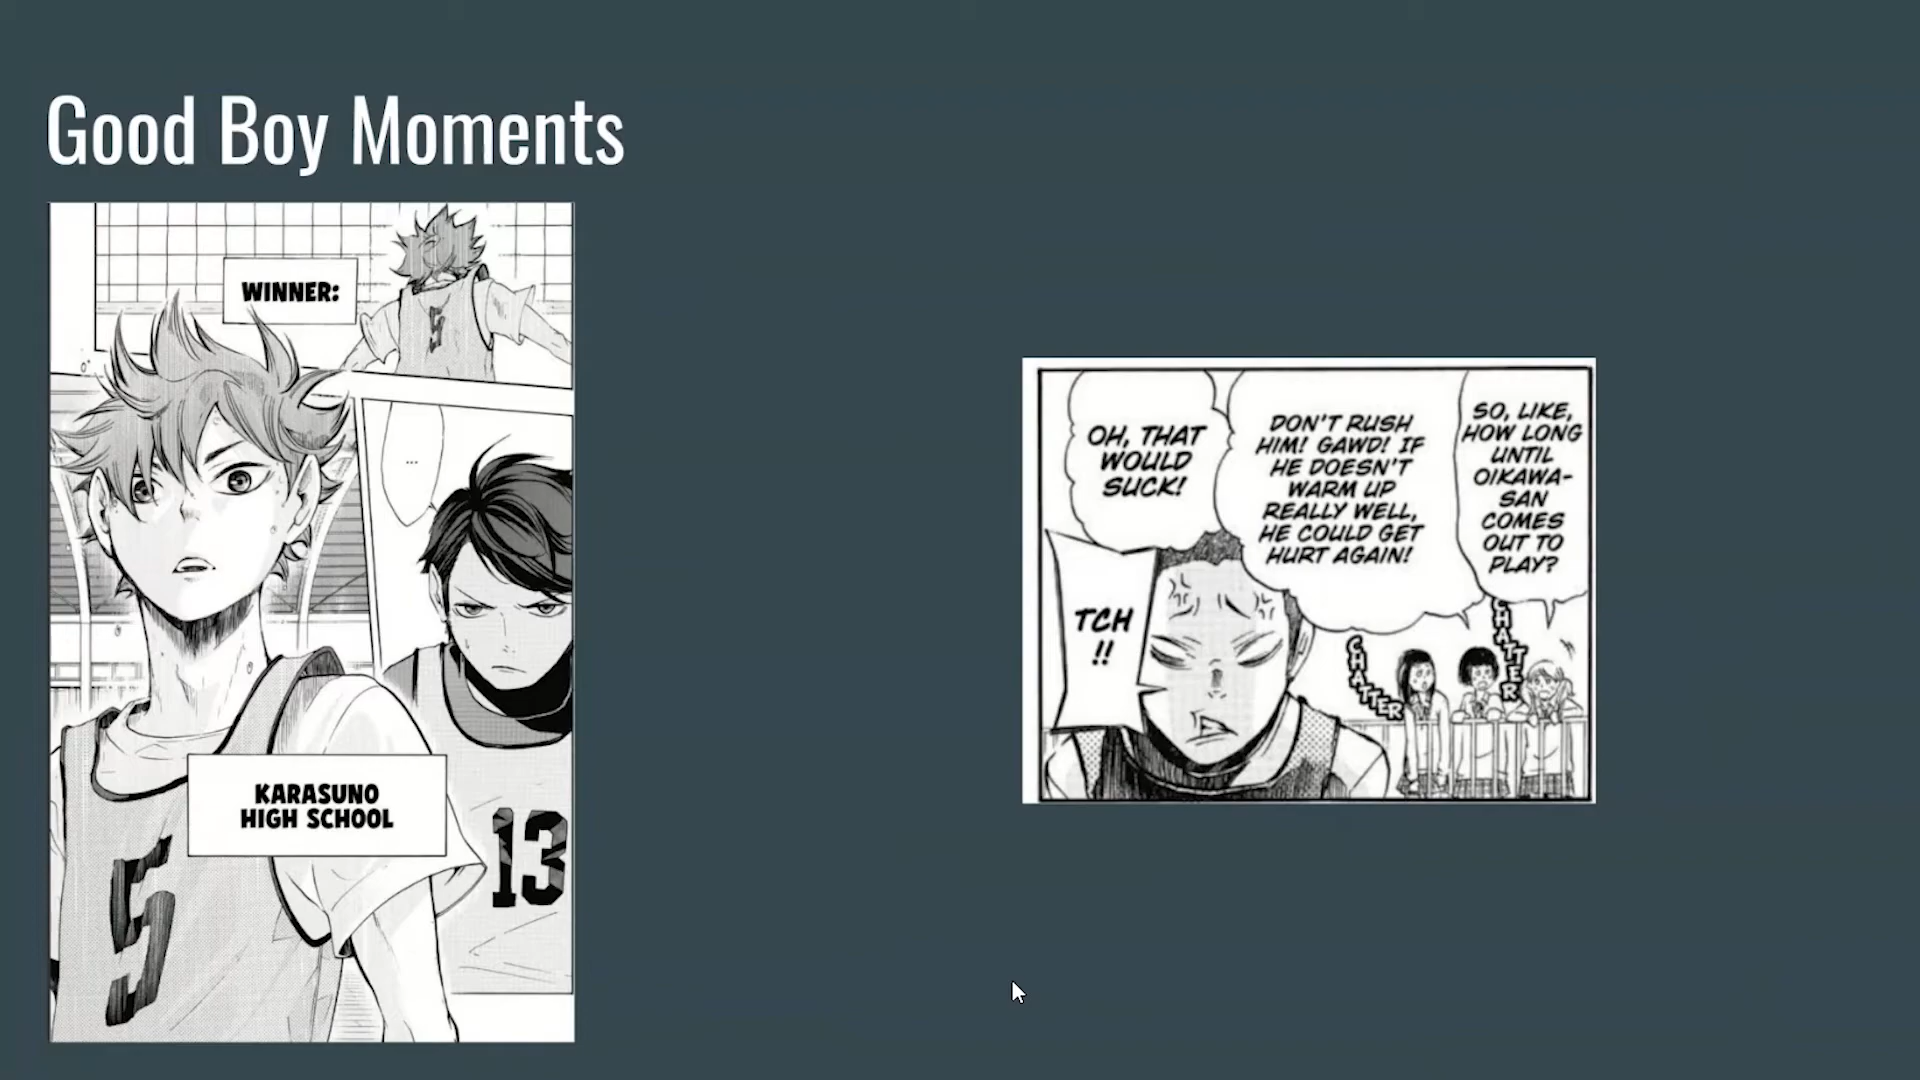 Good Boy Moments
WINNER:
5
...
KARASUNO
HIGH SCHOOL
5
13
SO, LIKE,
HOW LONG
UNTIL
OIKAWA-
SAN
COMES
OUT TO
PLAY?
DON'T RUSH
HIM! GAWD! IF
HE DOESN'T
WARM UP
REALLY WELL,
HE COULD GET
HURT AGAIN!
OH, THAT
WOULD
SUCK!
TCH
!!
CHATTER
CHATTER